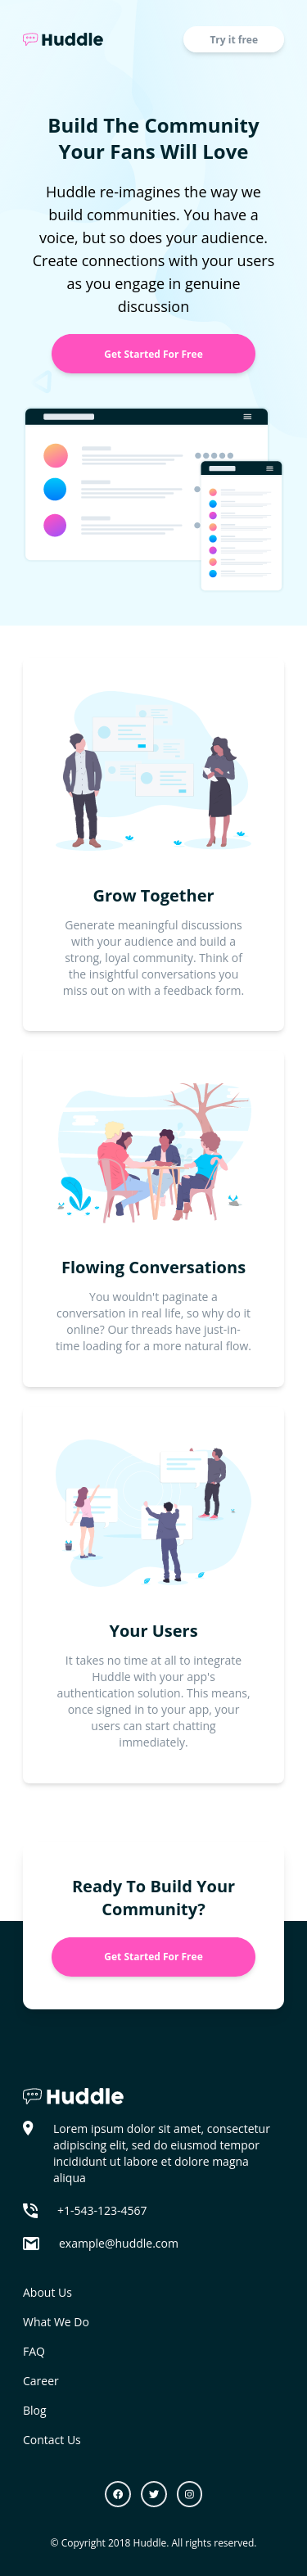 Huddle
Try it free
Build The Community
Your Fans Will Love
Huddle re-imagines the way we
build communities. You have a
voice, but so does your audience.
Create connections with your users
as you engage in genuine
discussion
Get Started For Free
Grow Together
Generate meaningful discussions
with your audience and build a
strong, loyal community. Think of
the insightful conversations you
miss out on with a feedback form.
Flowing Conversations
You wouldn't paginate a
conversation in real life, so why do it
online? Our threads have just-in-
time loading for a more natural flow.
Your Users
It takes no time at all to integrate
Huddle with your app's
authentication solution. This means,
once signed in to your app, your
users can start chatting
immediately.
Ready To Build Your
Community?
Get Started For Free
Huddle
Lorem ipsum dolor sit amet, consectetur
adipiscing elit, sed do eiusmod tempor
incididunt ut labore et dolore magna
aliqua
+1-543-123-4567
example@huddle.com
About Us
What We Do
FAQ
Career
Blog
Contact Us
© Copyright 2018 Huddle. All rights reserved.